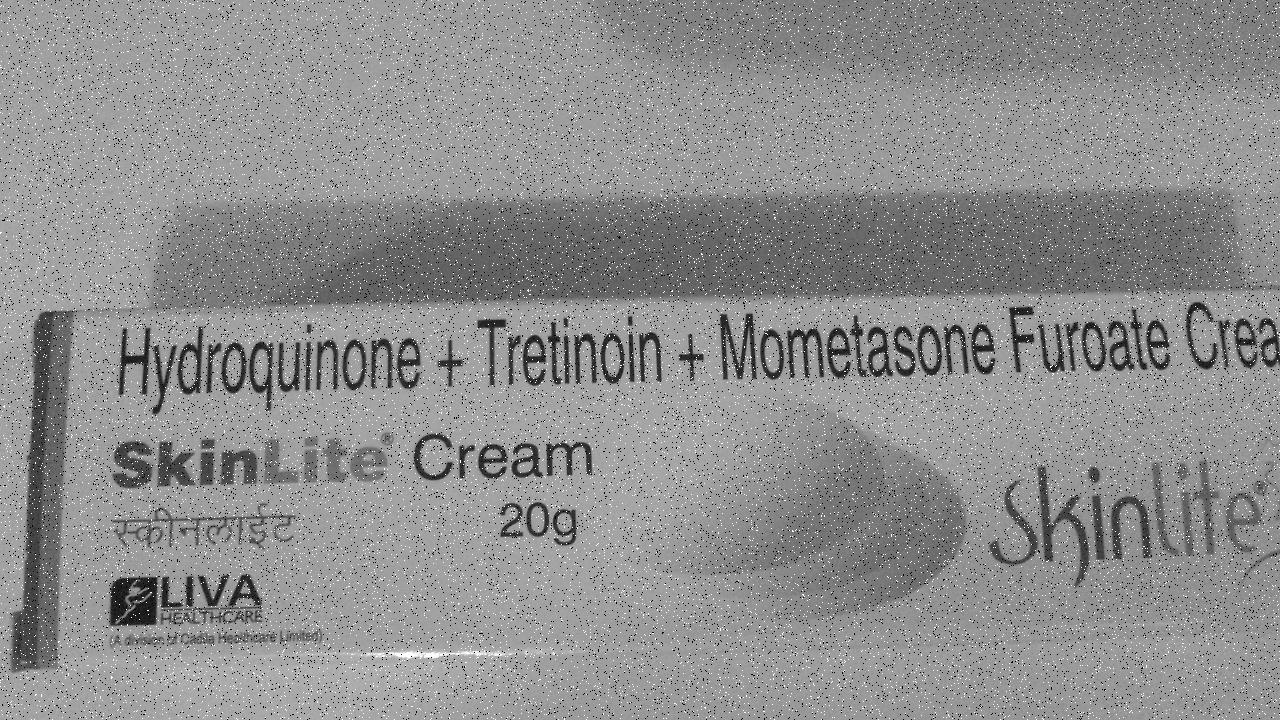 Hydroquinone + Tretinoin + Mometasone Furoate Crea
SkinLite® Cream
स्कीनलाईट
20g
Skinlite®
LIVA
HEALTHCARE
(A division of Cadila Healthcare Limited)